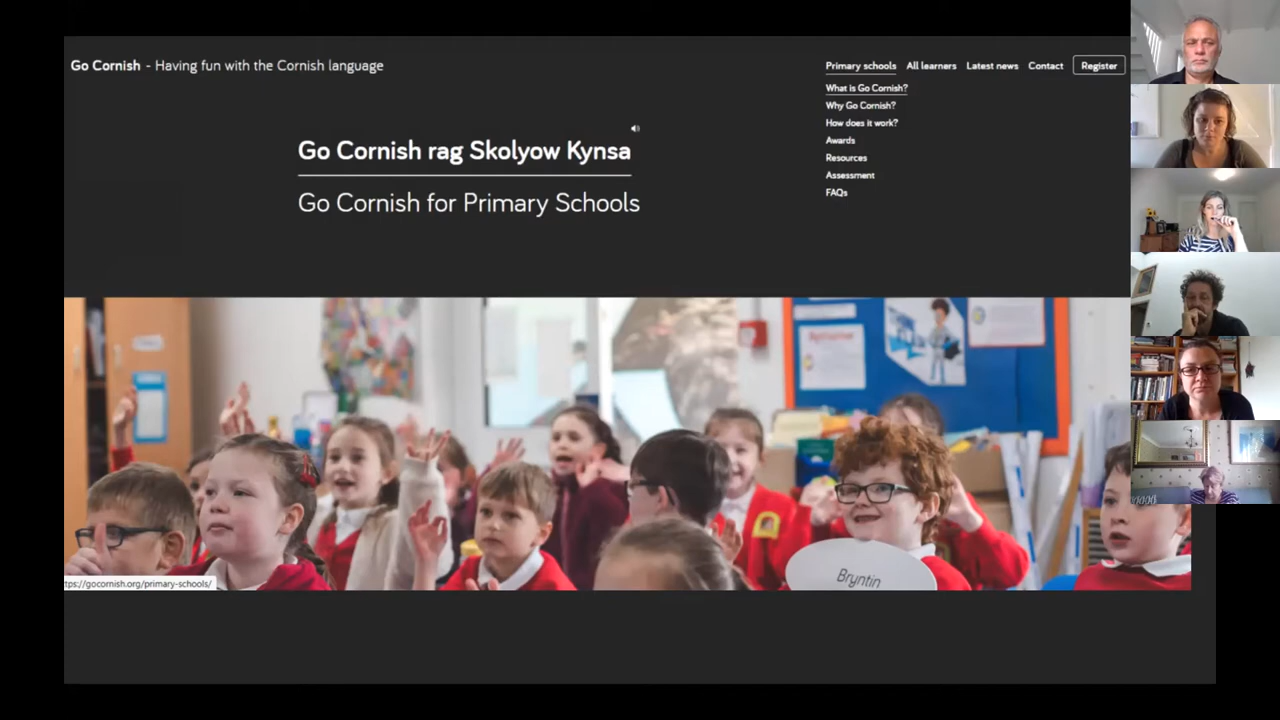 Go Cornish - Having fun with the Cornish language
Primary schools
All learners
Latest news
Contact
Register
What is Go Cornish?
Why Go Cornish?
How does it work?
Awards
Resources
Assessment
FAQs
Go Cornish rag Skolyow Kynsa
Go Cornish for Primary Schools
Bryntin
ttps://gocornish.org/primary-schools/